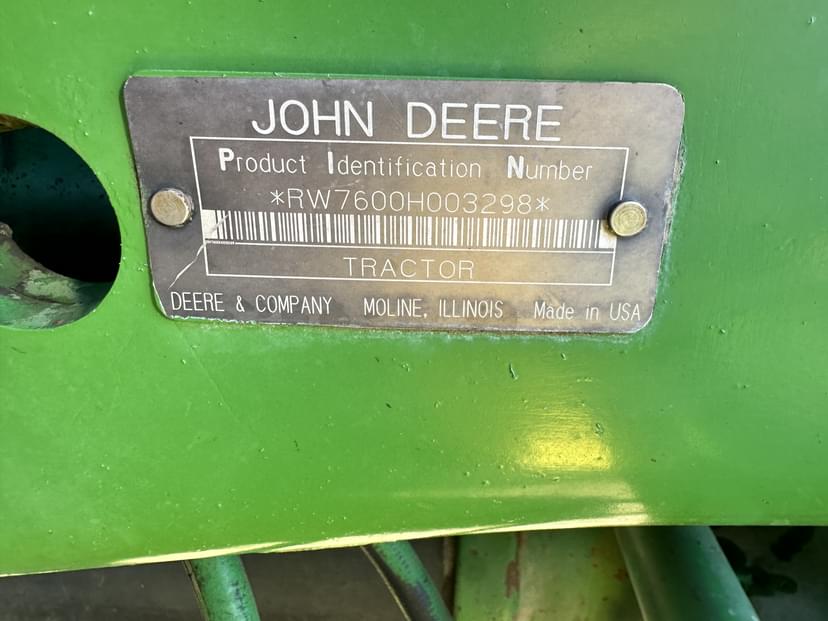 JOHN DEERE
Product Identification Number
*RW7600H003298*
TRACTOR
DEERE & COMPANY MOLINE, ILLINOIS Made in USA